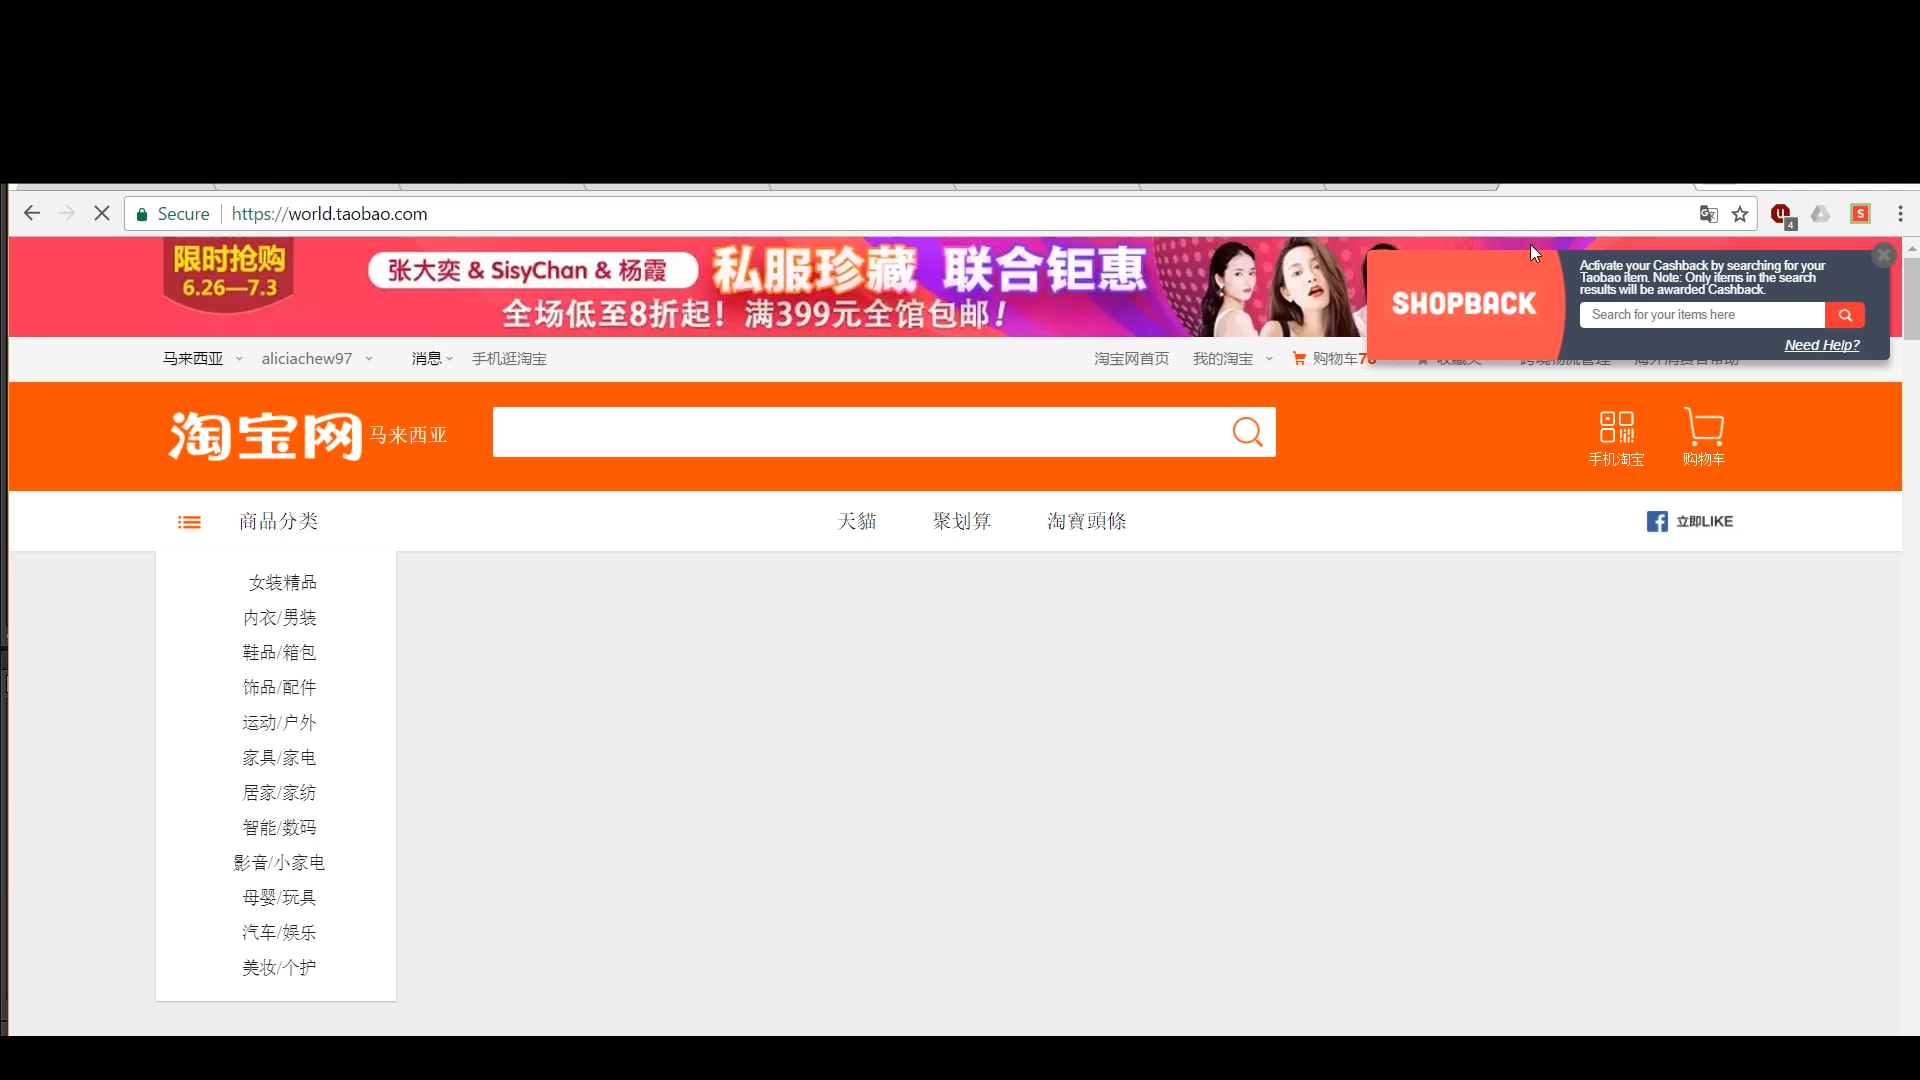 Secure https://world.taobao.com
4
限时抢购
6.26—7.3
张大奕 & SisyChan & 杨霞
私服珍藏 联合钜惠
全场低至8折起！满399元全馆包邮！
SHOPBACK
Activate your Cashback by searching for your
Taobao item. Note: Only items in the search
results will be awarded Cashback.
Search for your items here
Need Help?
马来西亚 aliciachew97 消息 手机逛淘宝 淘宝网首页 我的淘宝 购物车
淘宝网 马来西亚
手机淘宝 购物车
商品分类 天貓 聚划算 淘寶頭條 立即LIKE
女装精品
内衣/男装
鞋品/箱包
饰品/配件
运动/户外
家具/家电
居家/家纺
智能/数码
影音/小家电
母婴/玩具
汽车/娱乐
美妆/个护